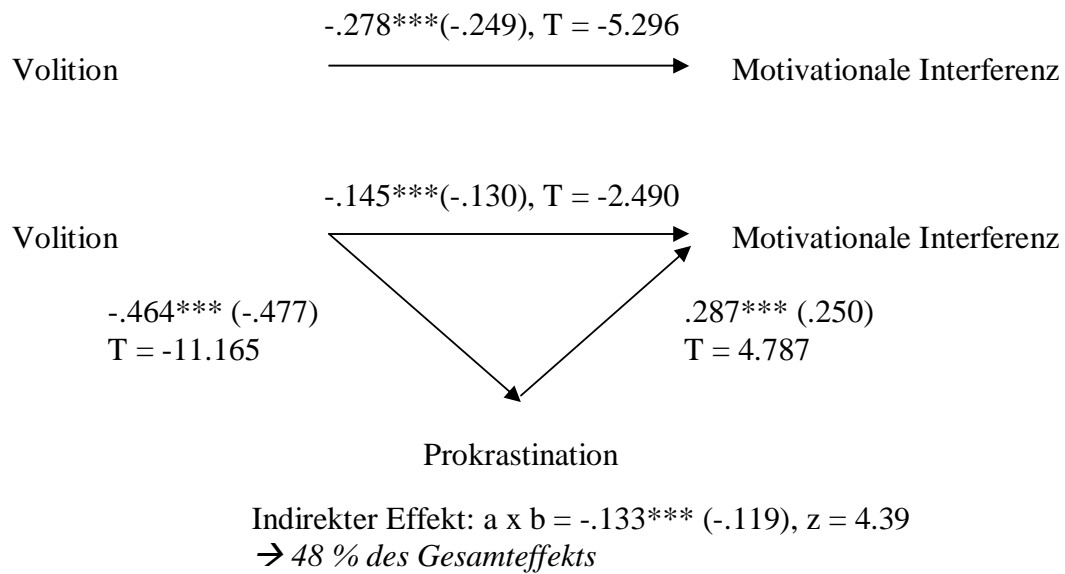 -.278***(-.249), T = -5.296
Volition Motivationale Interferenz
-.145***(-.130), T = -2.490
Volition Motivationale Interferenz
-.464*** (-.477) .287*** (.250)
T = -11.165 T = 4.787
Prokrastination
Indirekter Effekt: a x b = -.133*** (-.119), z = 4.39
→ 48 % des Gesamteffekts